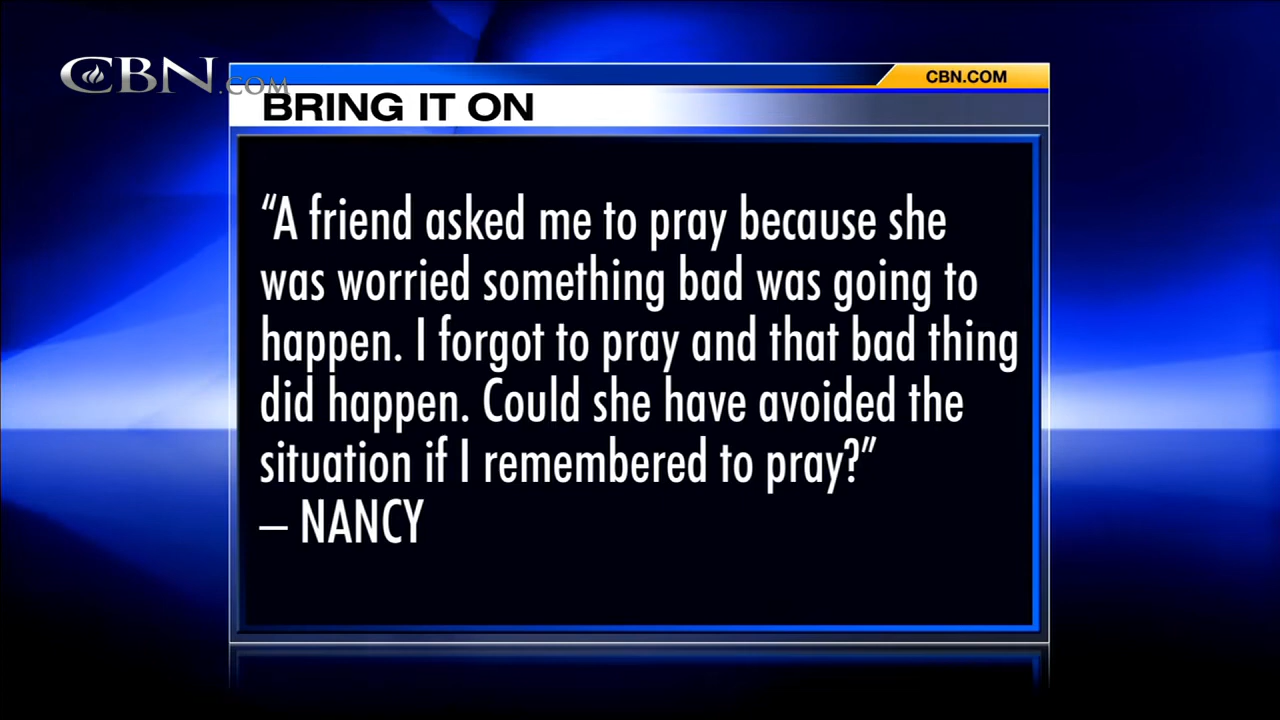 CBN.COM
CBN.COM
BRING IT ON
“A friend asked me to pray because she
was worried something bad was going to
happen. I forgot to pray and that bad thing
did happen. Could she have avoided the
situation if I remembered to pray?”
– NANCY